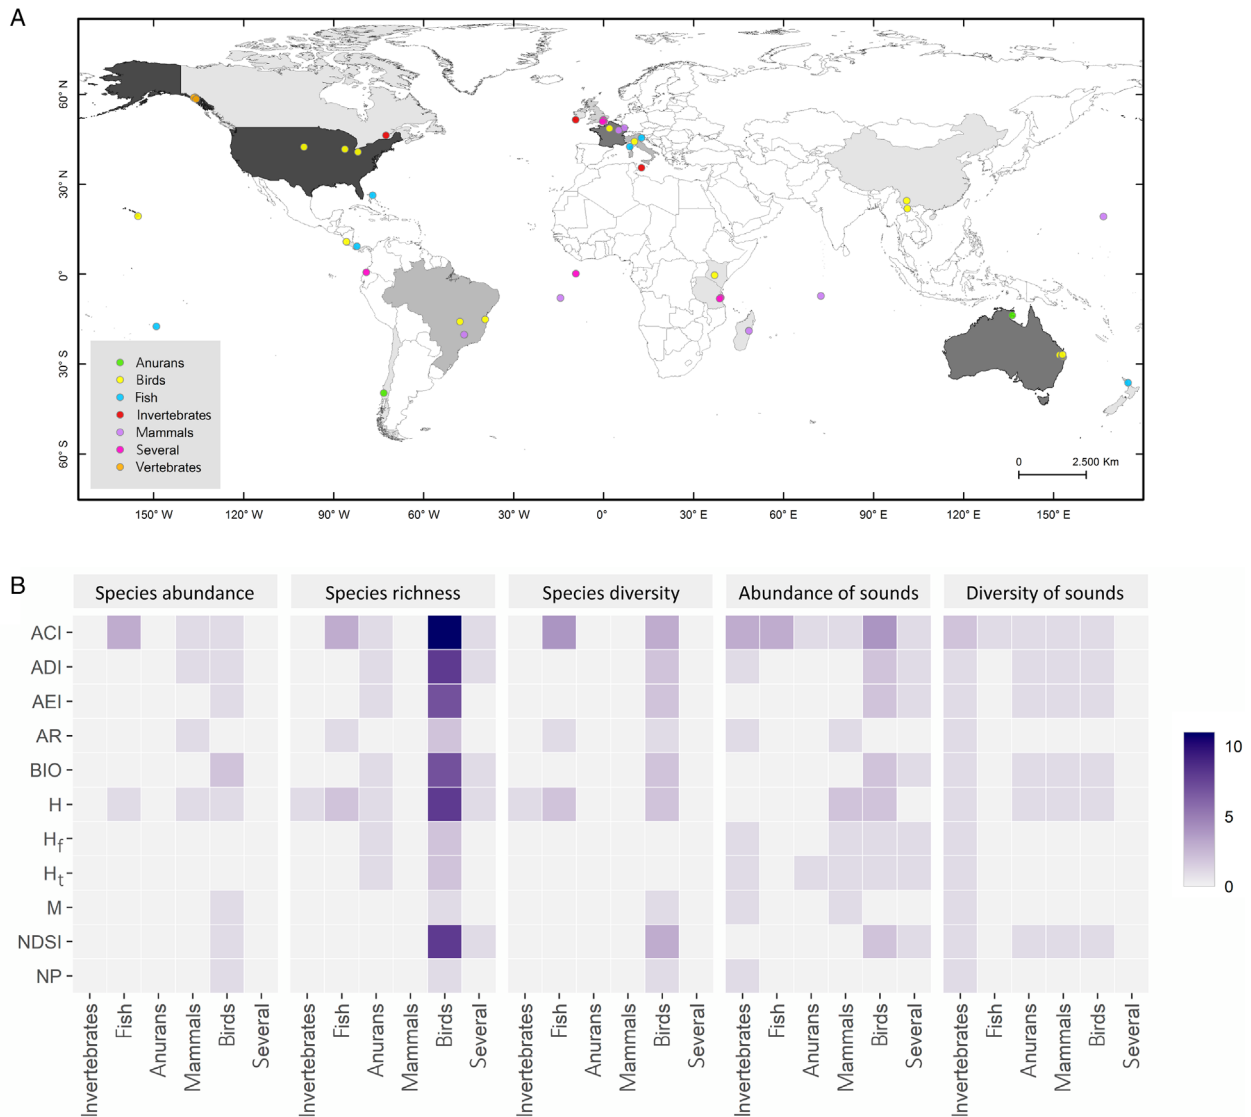 A
60° N
30° N
0°
30° S
60° S
Anurans
Birds
Fish
Invertebrates
Mammals
Several
Vertebrates
0 2.500 Km
150° W 120° W 90° W 60° W 30° W 0° 30° E 60° E 90° E 120° E 150° E
B
Species abundance Species richness Species diversity Abundance of sounds Diversity of sounds
ACI
ADI
AEI
AR
BIO
H
Hf
Ht
M
NDSI
NP
10
5
0
Invertebrates Fish Anurans Mammals Birds Several Invertebrates Fish Anurans Mammals Birds Several Invertebrates Fish Anurans Mammals Birds Several Invertebrates Fish Anurans Mammals Birds Several Invertebrates Fish Anurans Mammals Birds Several